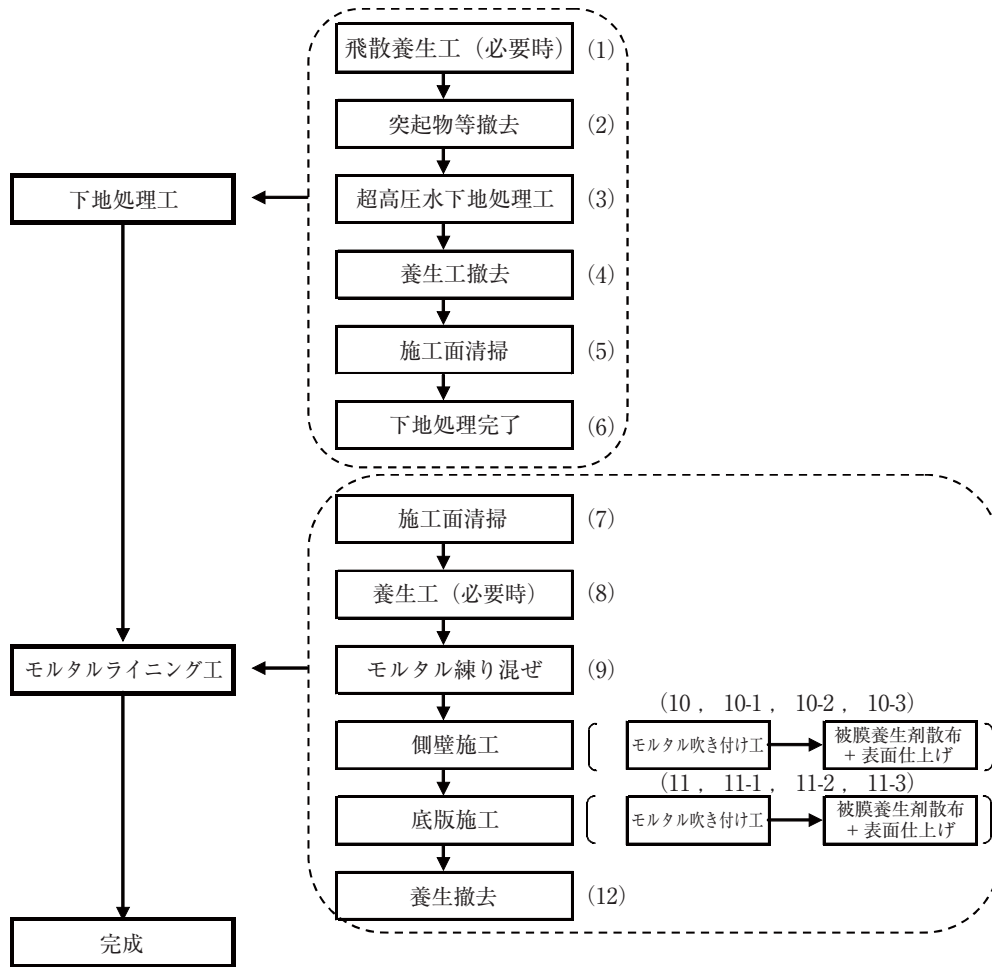 飛散養生工（必要時） (1)
突起物等撤去 (2)
下地処理工
超高圧水下地処理工 (3)
養生工撤去 (4)
施工面清掃 (5)
下地処理完了 (6)
施工面清掃 (7)
養生工（必要時） (8)
モルタルライニング工
モルタル練り混ぜ (9)
(10 , 10-1 , 10-2 , 10-3)
側壁施工
モルタル吹き付け工
被膜養生剤散布
+ 表面仕上げ
(11 , 11-1 , 11-2 , 11-3)
底版施工
モルタル吹き付け工
被膜養生剤散布
+ 表面仕上げ
養生撤去 (12)
完成